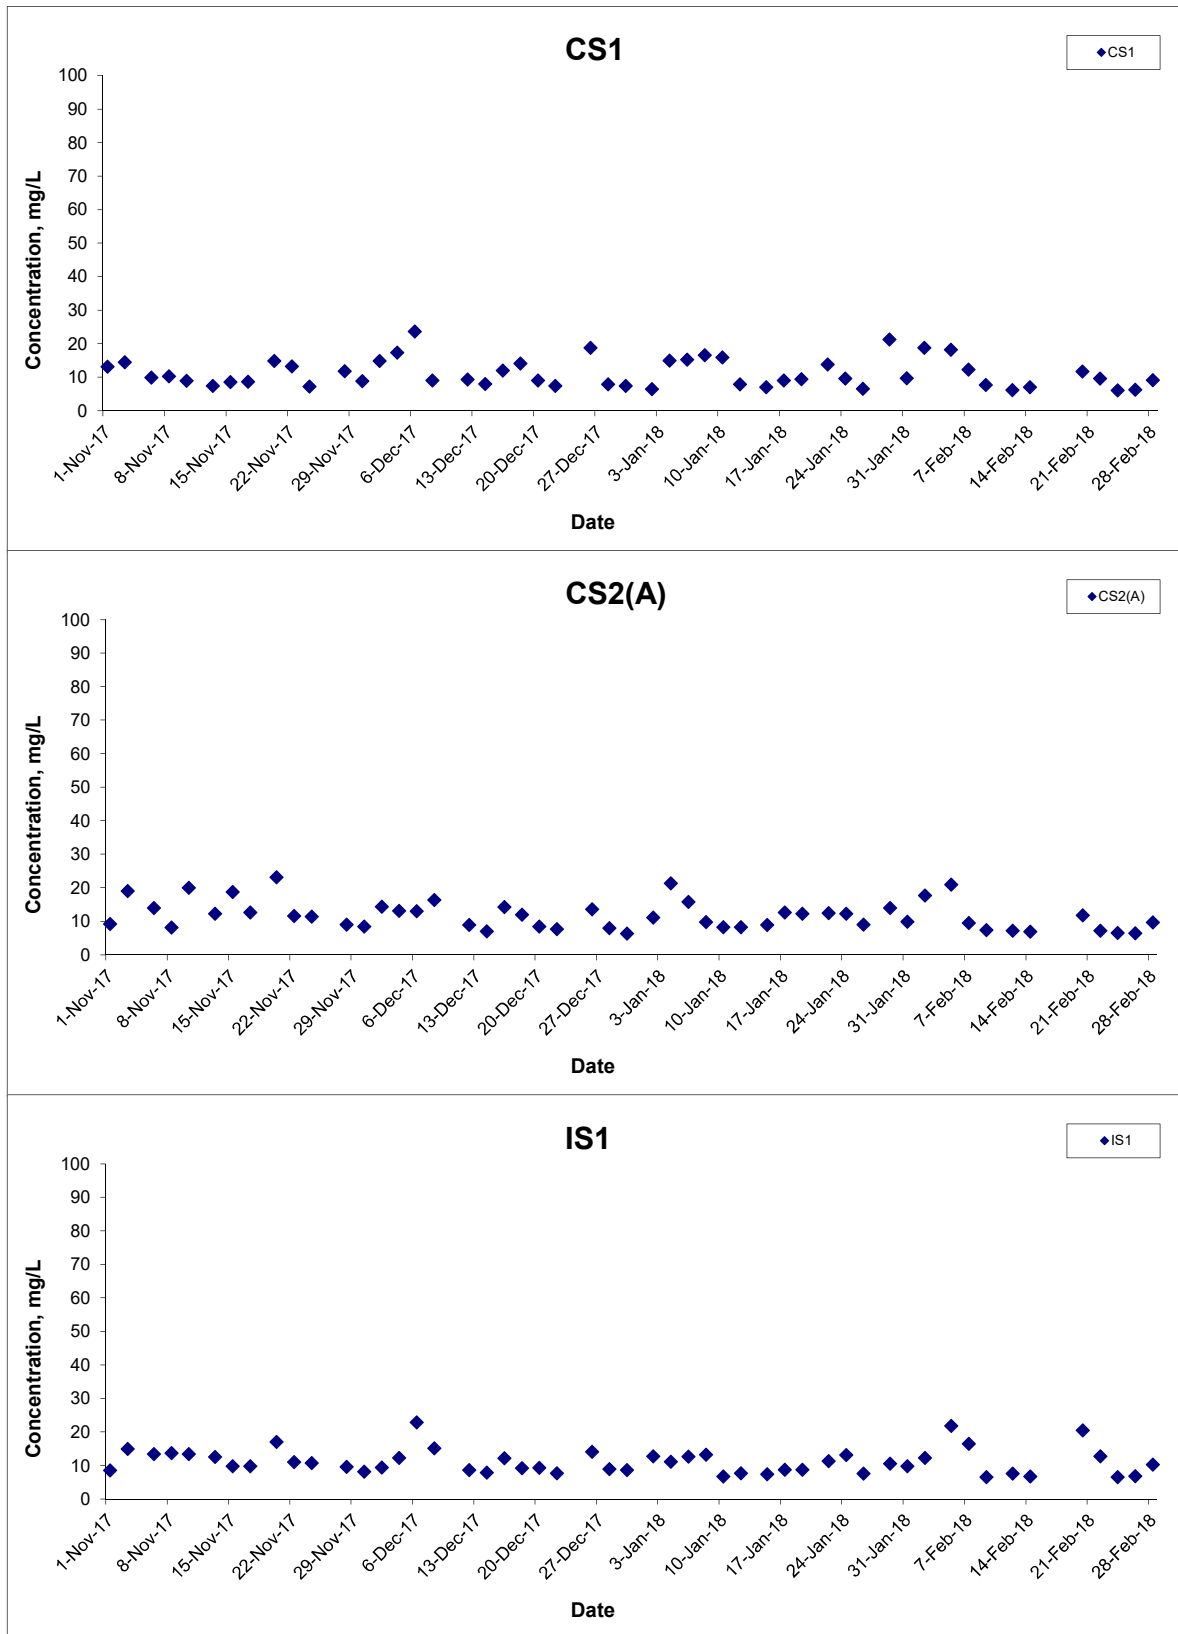 CS1
CS1
100
90
80
70
60
50
40
30
20
10
0
Concentration, mg/L
1-Nov-17
8-Nov-17
15-Nov-17
22-Nov-17
29-Nov-17
6-Dec-17
13-Dec-17
20-Dec-17
27-Dec-17
3-Jan-18
10-Jan-18
17-Jan-18
24-Jan-18
31-Jan-18
7-Feb-18
14-Feb-18
21-Feb-18
28-Feb-18
Date
CS2(A)
CS2(A)
100
90
80
70
60
50
40
30
20
10
0
Concentration, mg/L
1-Nov-17
8-Nov-17
15-Nov-17
22-Nov-17
29-Nov-17
6-Dec-17
13-Dec-17
20-Dec-17
27-Dec-17
3-Jan-18
10-Jan-18
17-Jan-18
24-Jan-18
31-Jan-18
7-Feb-18
14-Feb-18
21-Feb-18
28-Feb-18
Date
IS1
IS1
100
90
80
70
60
50
40
30
20
10
0
Concentration, mg/L
1-Nov-17
8-Nov-17
15-Nov-17
22-Nov-17
29-Nov-17
6-Dec-17
13-Dec-17
20-Dec-17
27-Dec-17
3-Jan-18
10-Jan-18
17-Jan-18
24-Jan-18
31-Jan-18
7-Feb-18
14-Feb-18
21-Feb-18
28-Feb-18
Date